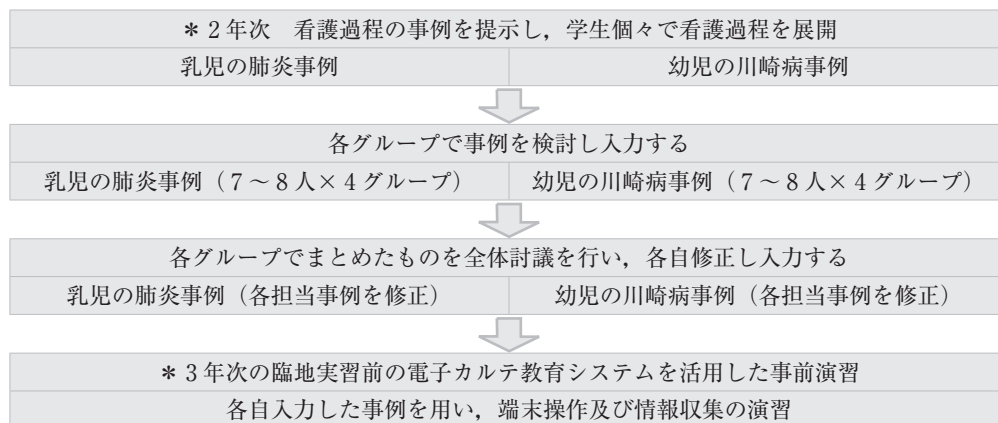 ＊2年次　看護過程の事例を提示し，学生個々で看護過程を展開
乳児の肺炎事例
幼児の川崎病事例
各グループで事例を検討し入力する
乳児の肺炎事例（7～8人×4グループ）
幼児の川崎病事例（7～8人×4グループ）
各グループでまとめたものを全体討議を行い，各自修正し入力する
乳児の肺炎事例（各担当事例を修正）
幼児の川崎病事例（各担当事例を修正）
＊3年次の臨地実習前の電子カルテ教育システムを活用した事前演習
各自入力した事例を用い，端末操作及び情報収集の演習